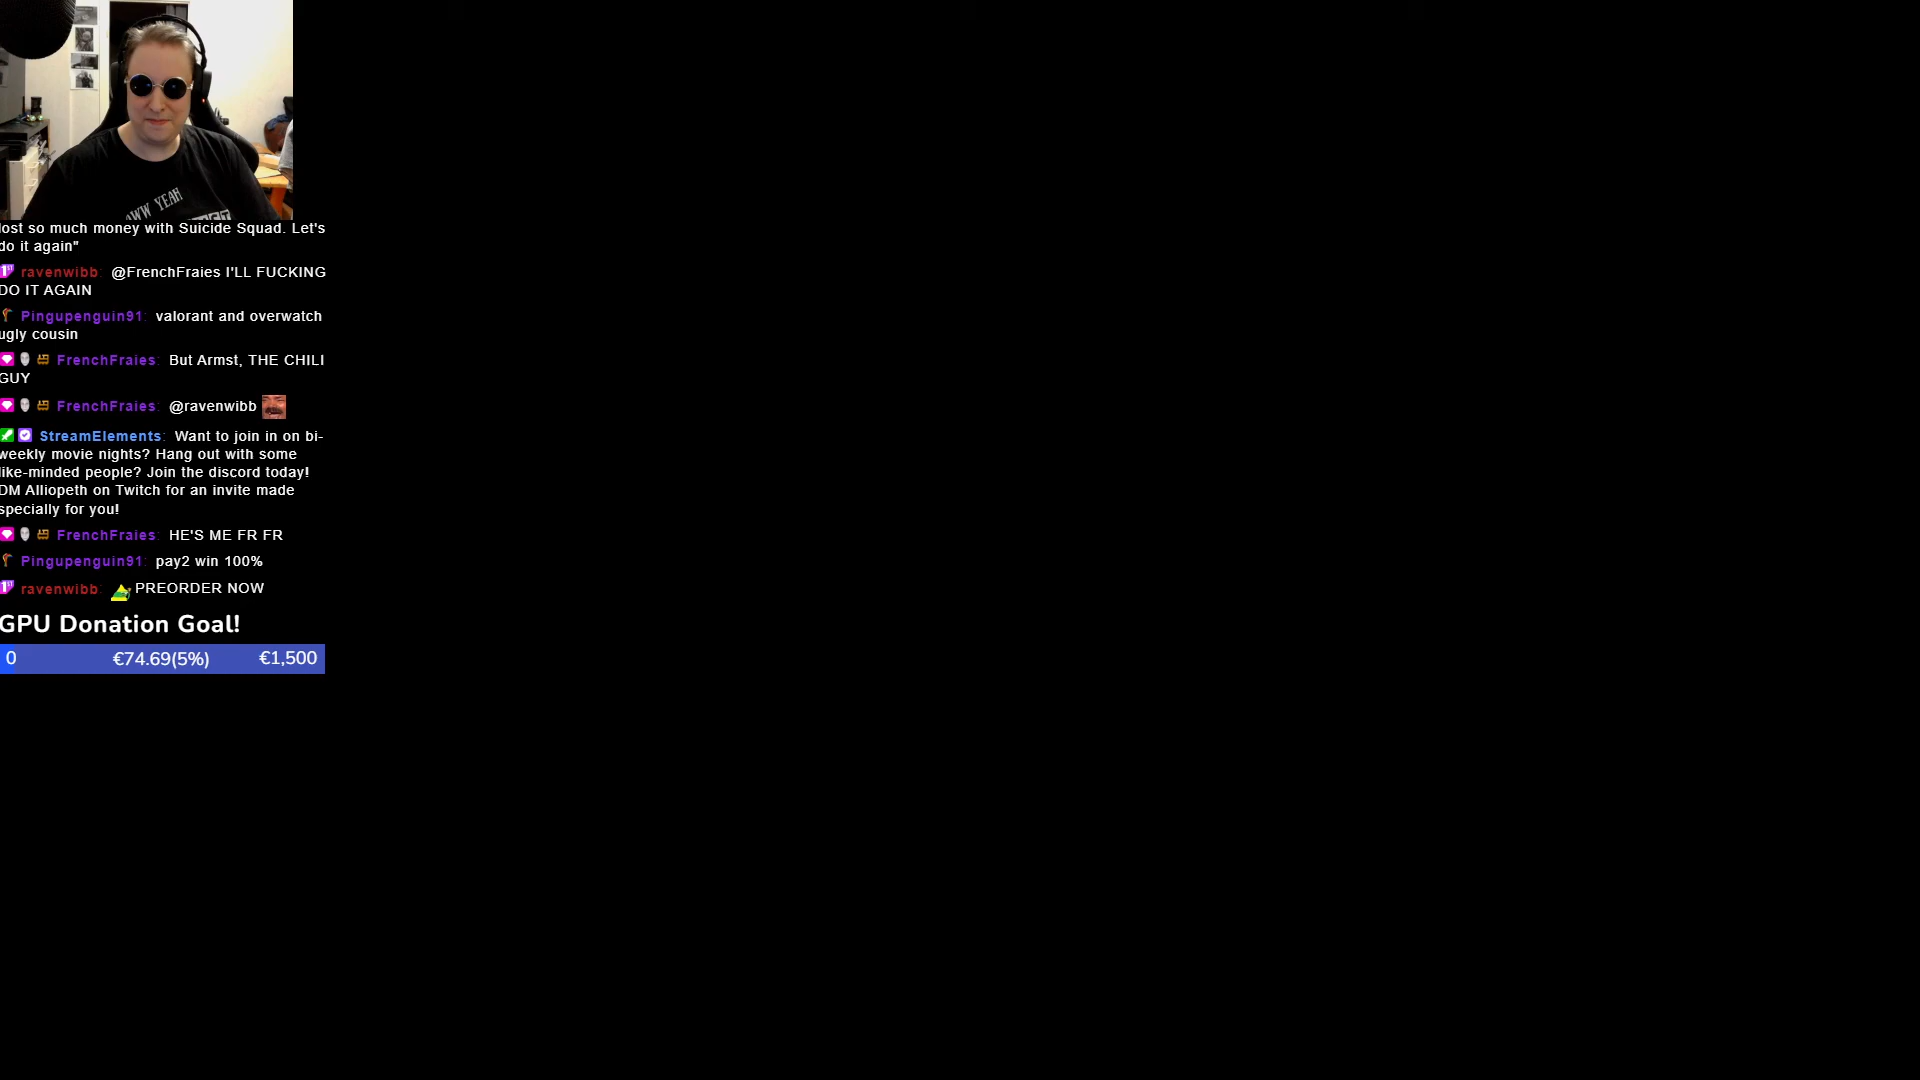 AWW YEAH
lost so much money with Suicide Squad. Let's
do it again"
ravenwibb: @FrenchFraies I'LL FUCKING
DO IT AGAIN
Pingupenguin91: valorant and overwatch
ugly cousin
FrenchFraies: But Armst, THE CHILI
GUY
FrenchFraies: @ravenwibb
StreamElements: Want to join in on bi-
weekly movie nights? Hang out with some
like-minded people? Join the discord today!
DM Alliopeth on Twitch for an invite made
specially for you!
FrenchFraies: HE'S ME FR FR
Pingupenguin91: pay2 win 100%
ravenwibb: PREORDER NOW
GPU Donation Goal!
0 €74.69(5%) €1,500